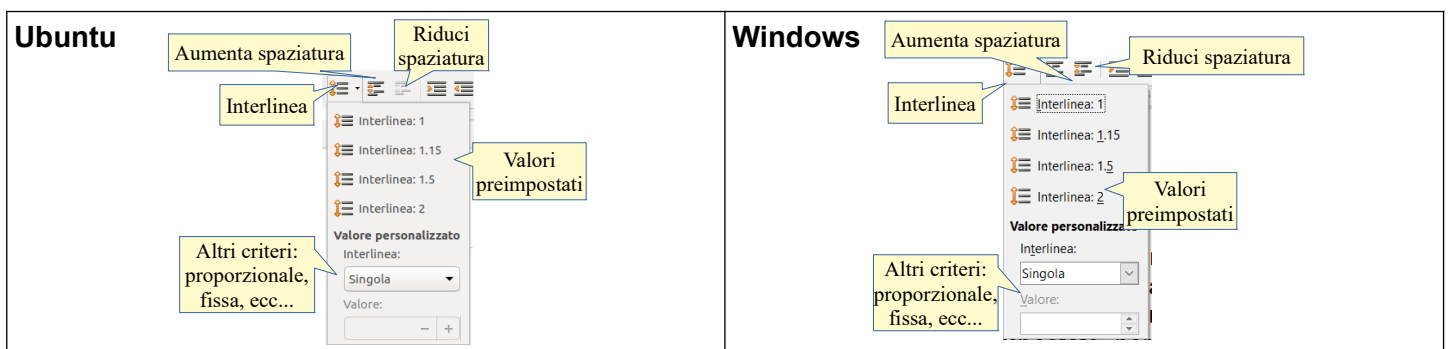 Ubuntu
Aumenta spaziatura
Riduci
spaziatura
Interlinea
Interlinea: 1
Interlinea: 1.15
Interlinea: 1.5
Interlinea: 2
Valori
preimpostati
Valore personalizzato
Interlinea:
Singola
Valore:
Altri criteri:
proporzionale,
fissa, ecc...
Windows
Aumenta spaziatura
Riduci spaziatura
Interlinea
Interlinea: 1
Interlinea: 1.15
Interlinea: 1.5
Interlinea: 2
Valori
preimpostati
Valore personalizzato
Interlinea:
Singola
Valore:
Altri criteri:
proporzionale,
fissa, ecc...